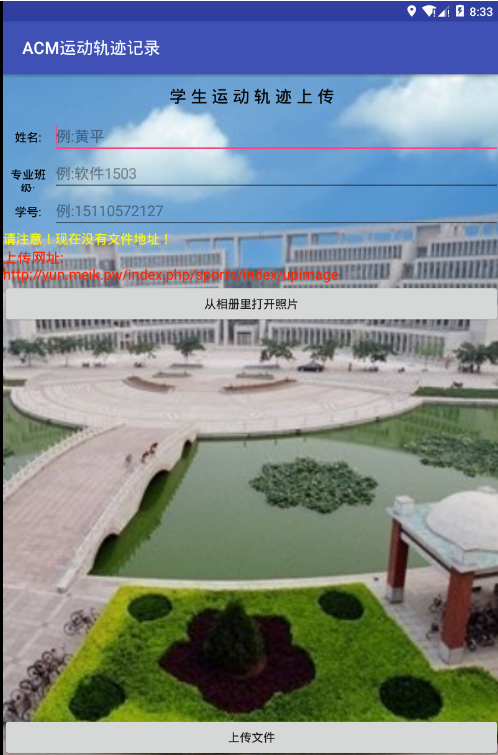 8:33
ACM运动轨迹记录
学生运动轨迹上传
姓名:
例:黄平
专业班
级:
例:软件1503
学号:
例:15110572127
请注意！现在没有文件地址！
上传网址:
http://yun.meik.pw/index.php/sports/index/upimage
从相册里打开照片
上传文件